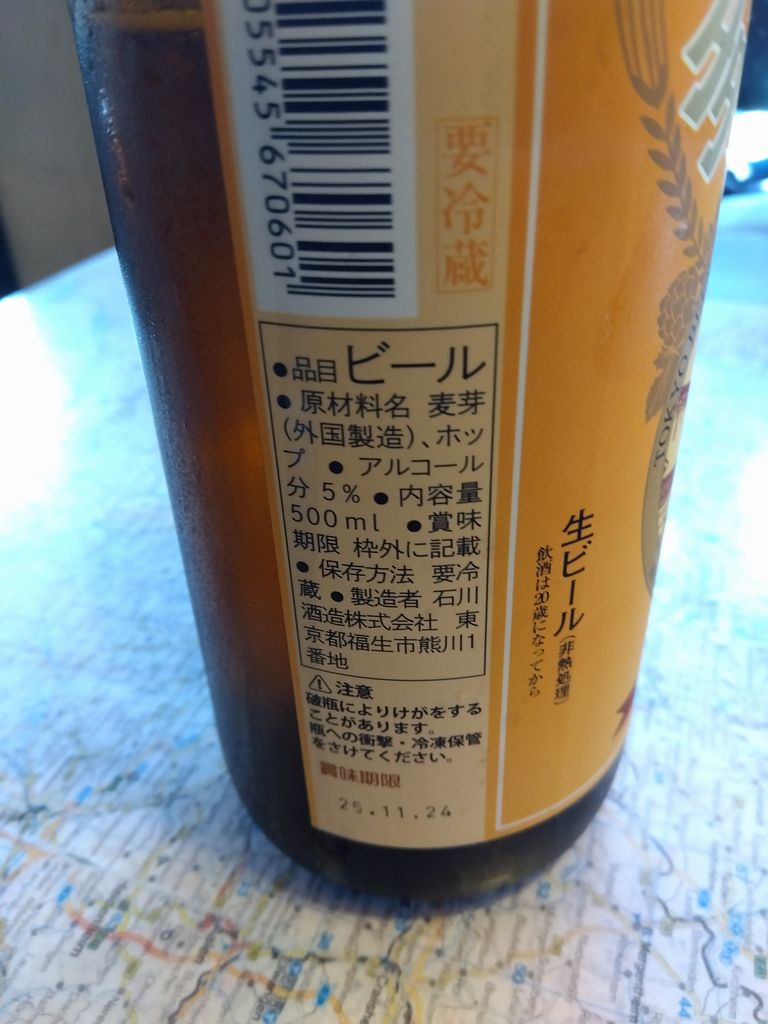 05545 670601
要冷蔵
●品目 ビール
● 原材料名 麦芽
(外国製造)、ホッ
プ ● アルコール
分 5% ● 内容量
500ml ●賞味
期限 枠外に記載
● 保存方法 要冷
蔵 ● 製造者 石川
酒造株式会社 東
京都福生市熊川1
番地
⚠ 注意
破瓶によりけがをする
ことがあります。
瓶への衝撃・冷凍保管
をさけてください。
賞味期限
25.11.24
生ビール(非熱処理)
飲酒は20歳になってから
TOKYO